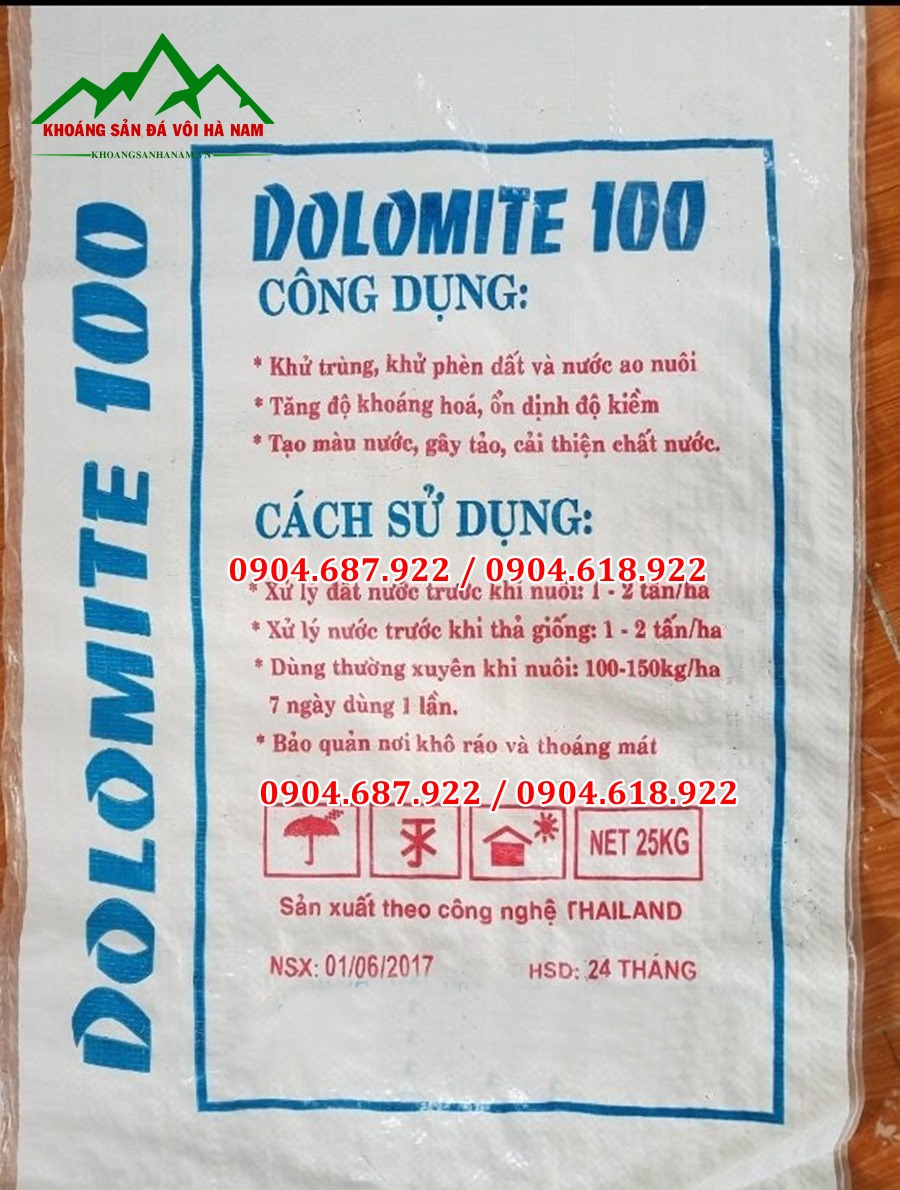 KHOÁNG SẢN ĐÁ VÔI HÀ NAM
KHOANGSANHANAM.VN
DOLOMITE 100
DOLOMITE 100
CÔNG DỤNG:
* Khử trùng, khử phèn đất và nước ao nuôi
* Tăng độ khoáng hoá, ổn định độ kiềm
* Tạo màu nước, gây tảo, cải thiện chất nước.
CÁCH SỬ DỤNG:
0904.687.922 / 0904.618.922
* Xử lý đất nước trước khi nuôi: 1 - 2 tấn/ha
* Xử lý nước trước khi thả giống: 1 - 2 tấn/ha
* Dùng thường xuyên khi nuôi: 100-150kg/ha
7 ngày dùng 1 lần.
* Bảo quản nơi khô ráo và thoáng mát
0904.687.922 / 0904.618.922
NET 25KG
Sản xuất theo công nghệ THAILAND
NSX: 01/06/2017 HSD: 24 THÁNG